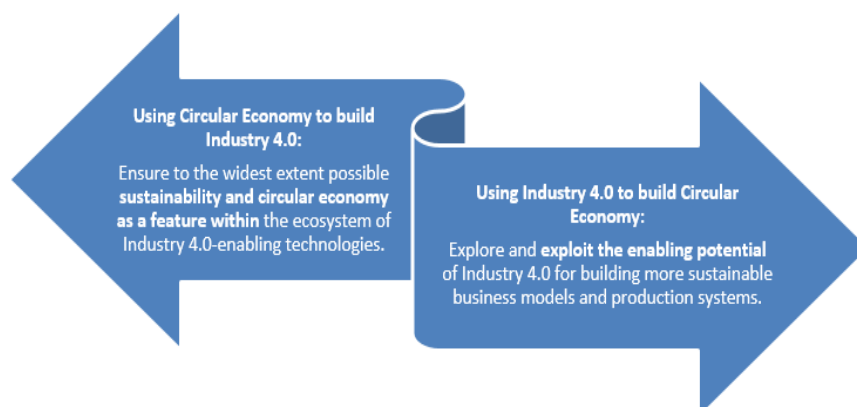 Using Circular Economy to build
Industry 4.0:
Ensure to the widest extent possible
sustainability and circular economy
as a feature within the ecosystem of
Industry 4.0-enabling technologies.
Using Industry 4.0 to build Circular
Economy:
Explore and exploit the enabling potential
of Industry 4.0 for building more sustainable
business models and production systems.